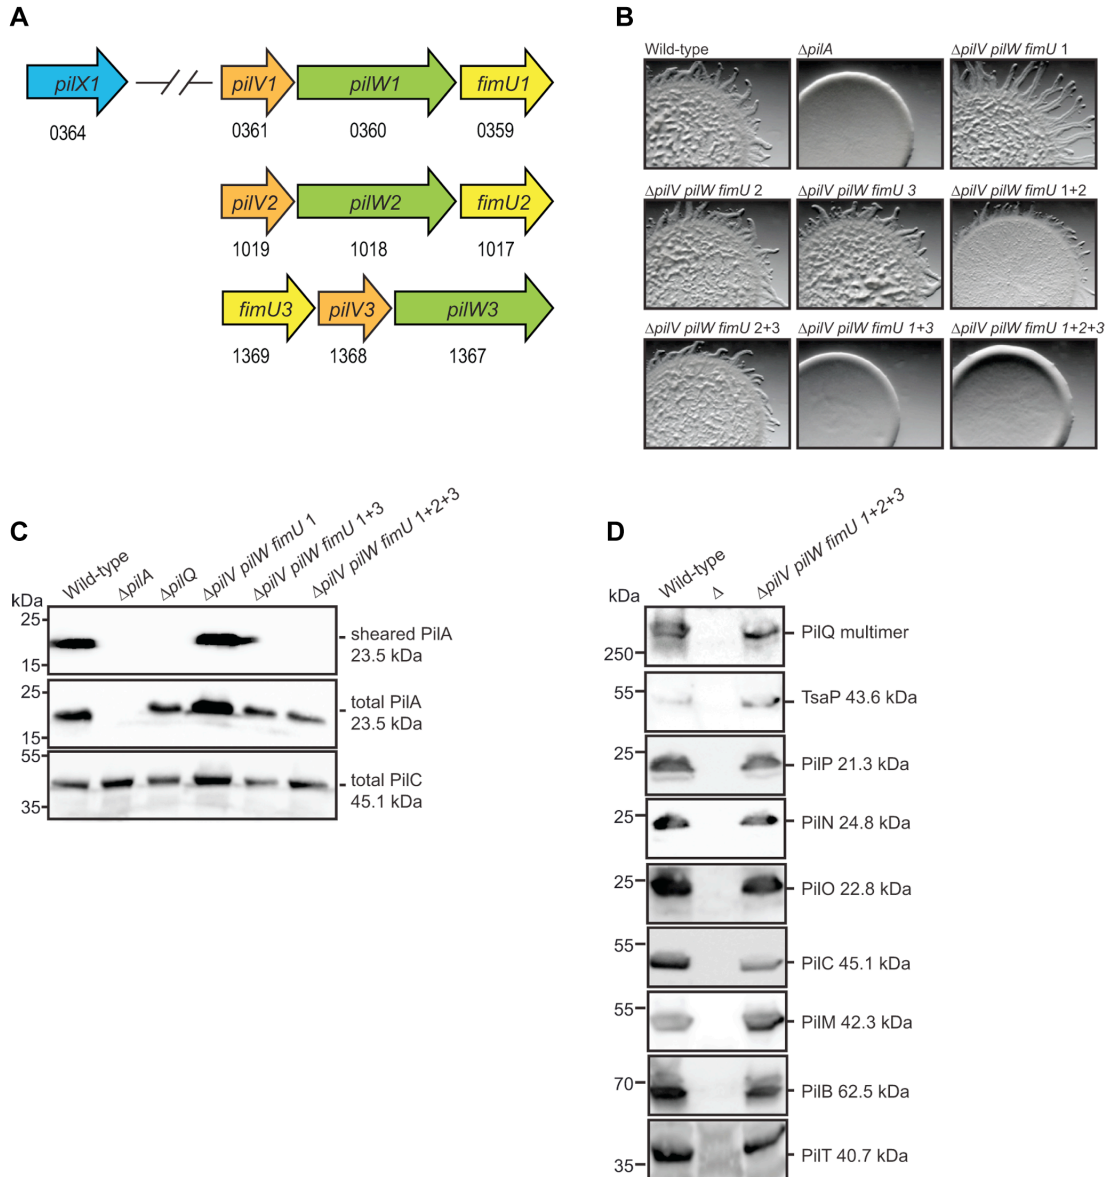 A
pilX1
pilV1
pilW1
fimU1
0364
0361
0360
0359
pilV2
pilW2
fimU2
1019
1018
1017
fimU3
pilV3
pilW3
1369
1368
1367
B
Wild-type
ΔpilA
ΔpilV pilW fimU 1
ΔpilV pilW fimU 2
ΔpilV pilW fimU 3
ΔpilV pilW fimU 1+2
ΔpilV pilW fimU 2+3
ΔpilV pilW fimU 1+3
ΔpilV pilW fimU 1+2+3
C
Wild-type
ΔpilA
ΔpilQ
ΔpilV pilW fimU 1
ΔpilV pilW fimU 1+3
ΔpilV pilW fimU 1+2+3
kDa
25
15
sheared PilA
23.5 kDa
25
15
total PilA
23.5 kDa
55
35
total PilC
45.1 kDa
D
Wild-type
Δ
ΔpilV pilW fimU 1+2+3
kDa
250
PilQ multimer
55
TsaP 43.6 kDa
25
PilP 21.3 kDa
25
PilN 24.8 kDa
25
PilO 22.8 kDa
55
PilC 45.1 kDa
55
PilM 42.3 kDa
70
PilB 62.5 kDa
35
PilT 40.7 kDa